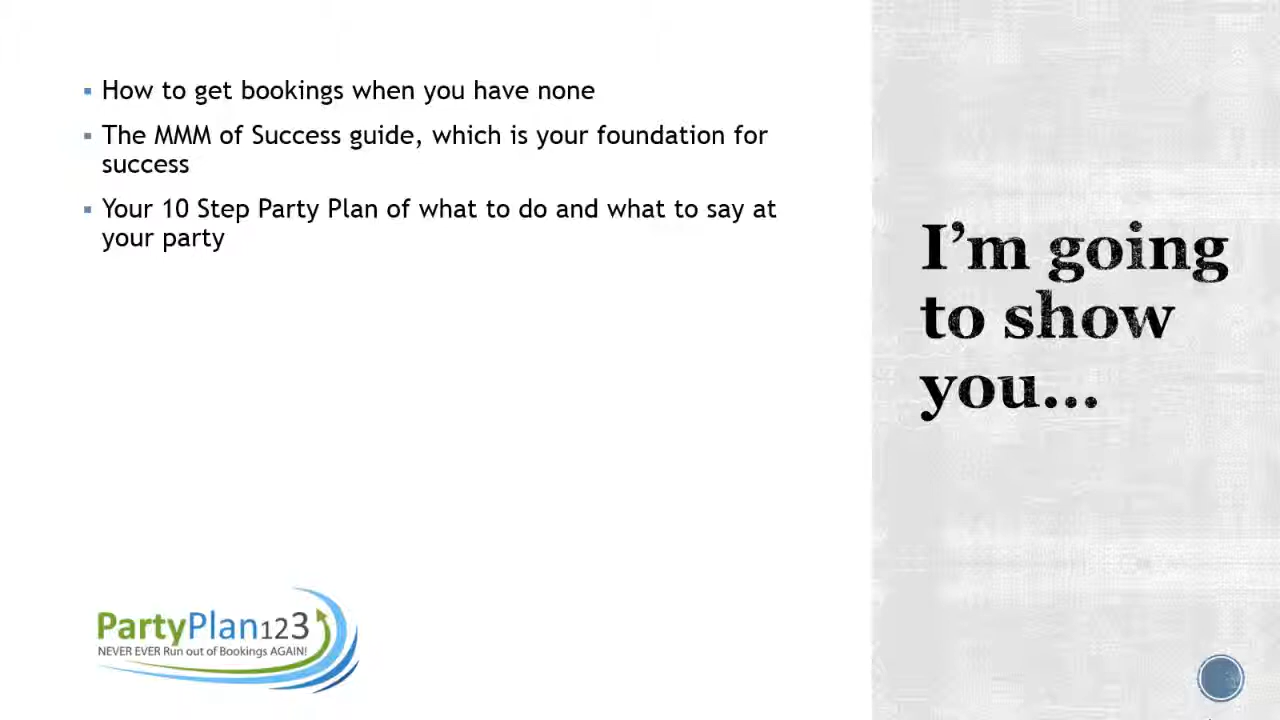 How to get bookings when you have none
The MMM of Success guide, which is your foundation for
success
Your 10 Step Party Plan of what to do and what to say at
your party
I'm going
to show
you...
PartyPlan123
NEVER EVER Run out of Bookings AGAIN!